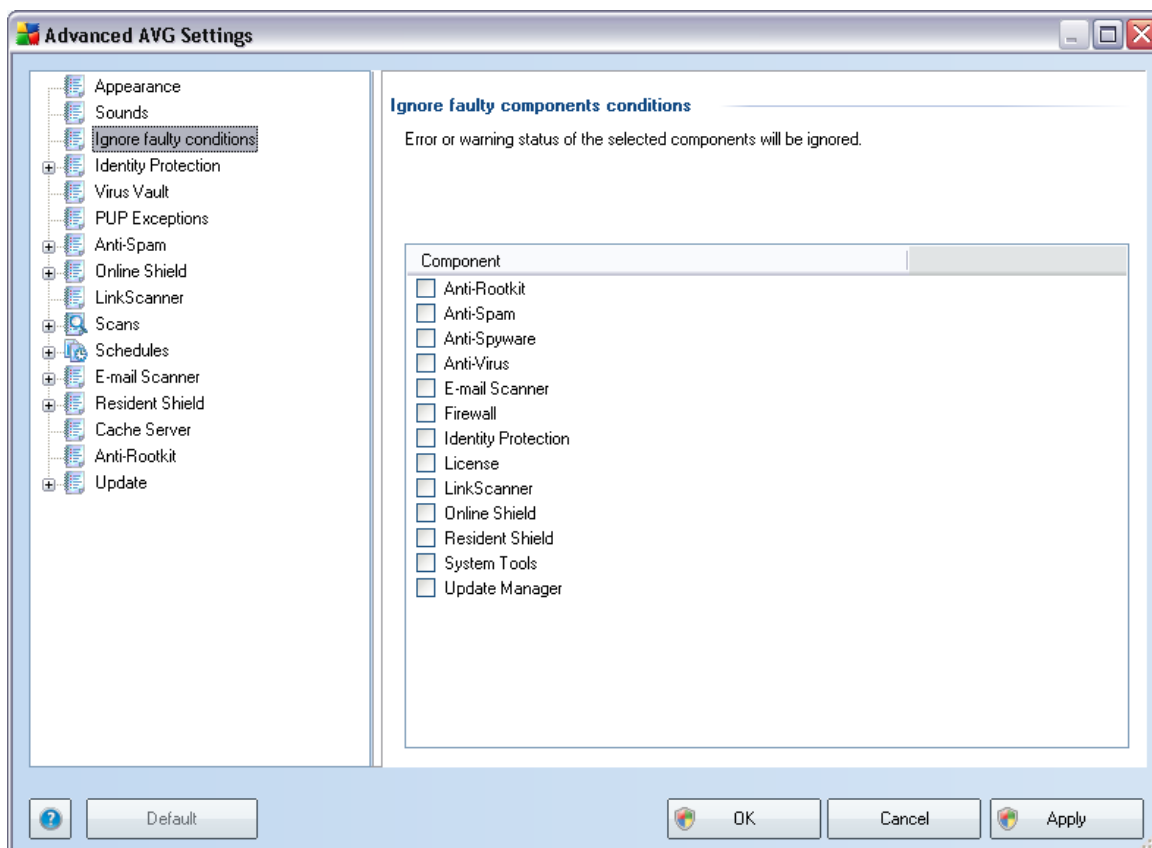 Advanced AVG Settings
Appearance
Sounds
Ignore faulty conditions
Identity Protection
Virus Vault
PUP Exceptions
Anti-Spam
Online Shield
LinkScanner
Scans
Schedules
E-mail Scanner
Resident Shield
Cache Server
Anti-Rootkit
Update
Ignore faulty components conditions
Error or warning status of the selected components will be ignored.
Component
Anti-Rootkit
Anti-Spam
Anti-Spyware
Anti-Virus
E-mail Scanner
Firewall
Identity Protection
License
LinkScanner
Online Shield
Resident Shield
System Tools
Update Manager
?
Default
OK
Cancel
Apply